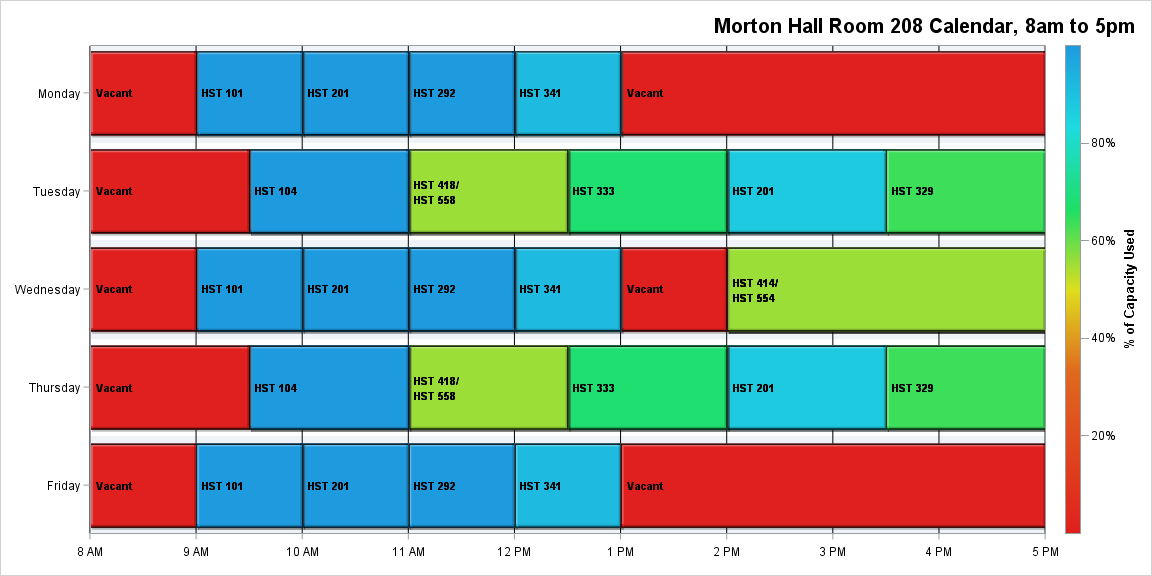 Morton Hall Room 208 Calendar, 8am to 5pm
Monday
Vacant
HST 101
HST 201
HST 292
HST 341
Vacant
Tuesday
Vacant
HST 104
HST 418/
HST 558
HST 333
HST 201
HST 329
Wednesday
Vacant
HST 101
HST 201
HST 292
HST 341
Vacant
HST 414/
HST 554
Thursday
Vacant
HST 104
HST 418/
HST 558
HST 333
HST 201
HST 329
Friday
Vacant
HST 101
HST 201
HST 292
HST 341
Vacant
8 AM
9 AM
10 AM
11 AM
12 PM
1 PM
2 PM
3 PM
4 PM
5 PM
80%
60%
40%
20%
% of Capacity Used